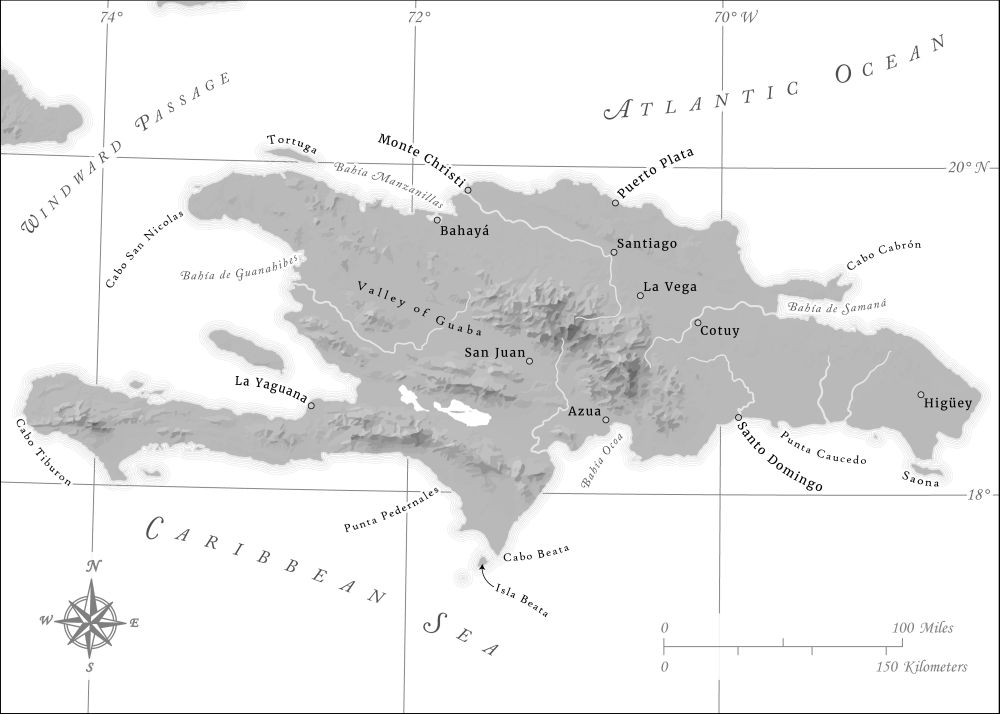 74°
72°
70° W
ATLANTIC OCEAN
WINDWARD PASSAGE
Tortuga
Monte Christi
Bahía Manzanillas
Puerto Plata
20° N
Cabo San Nicolas
Bahayá
Santiago
Cabo Cabrón
Bahía de Guanahibes
La Vega
Valley of Guaba
Bahía de Samaná
Cotuy
San Juan
La Yaguana
Azua
Higüey
Cabo Tiburon
Bahía Ocoa
Santo Domingo
Punta Caucedo
Saona
Punta Pedernales
18°
CARIBBEAN SEA
Cabo Beata
Isla Beata
N
W E
S
0 100 Miles
0 150 Kilometers